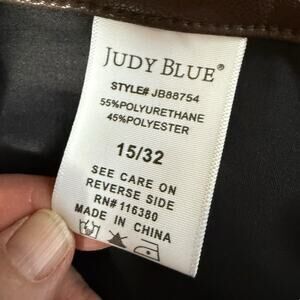 JUDY BLUE®
STYLE# JB88754
55%POLYURETHANE
45%POLYESTER
15/32
SEE CARE ON
REVERSE SIDE
RN#116380
MADE IN CHINA